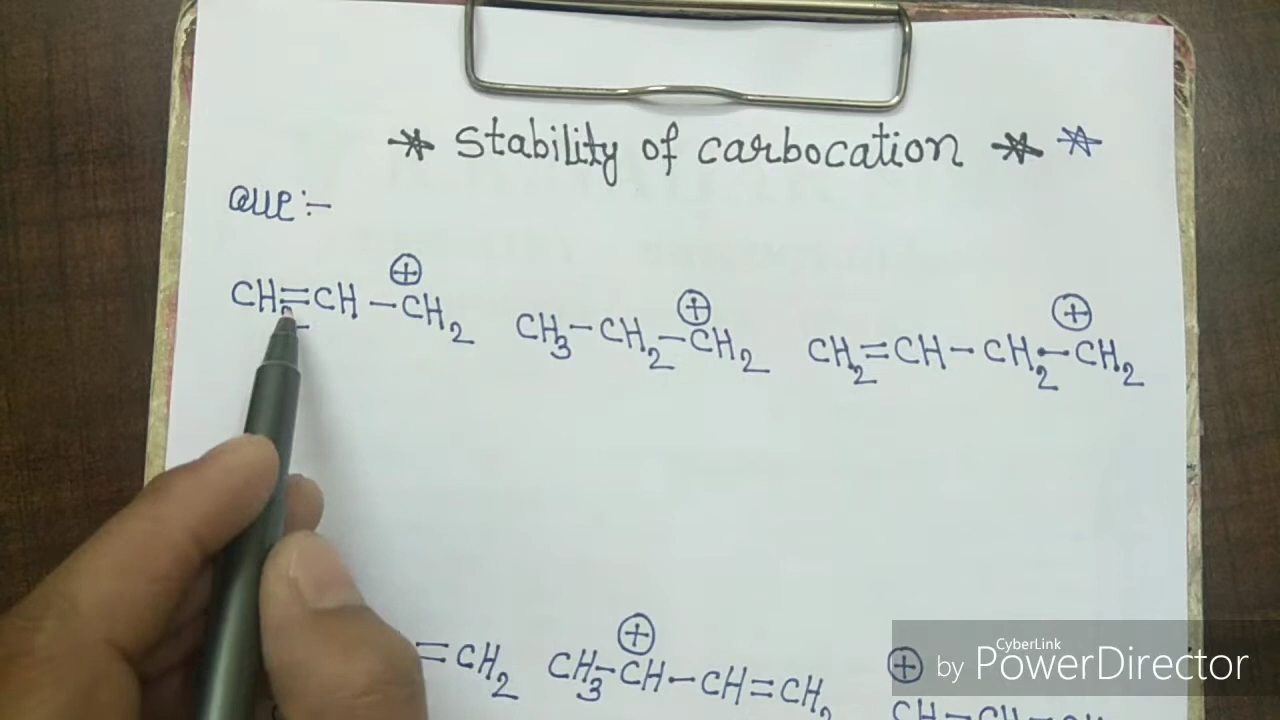 * Stability of carbocation * *
Que:-
CH2=CH-CH2 CH3-CH2-CH2 CH2=CH-CH2-CH2
⊕ ⊕ ⊕
=CH2 CH3-CH-CH=CH2
⊕ ⊕
CyberLink
by PowerDirector